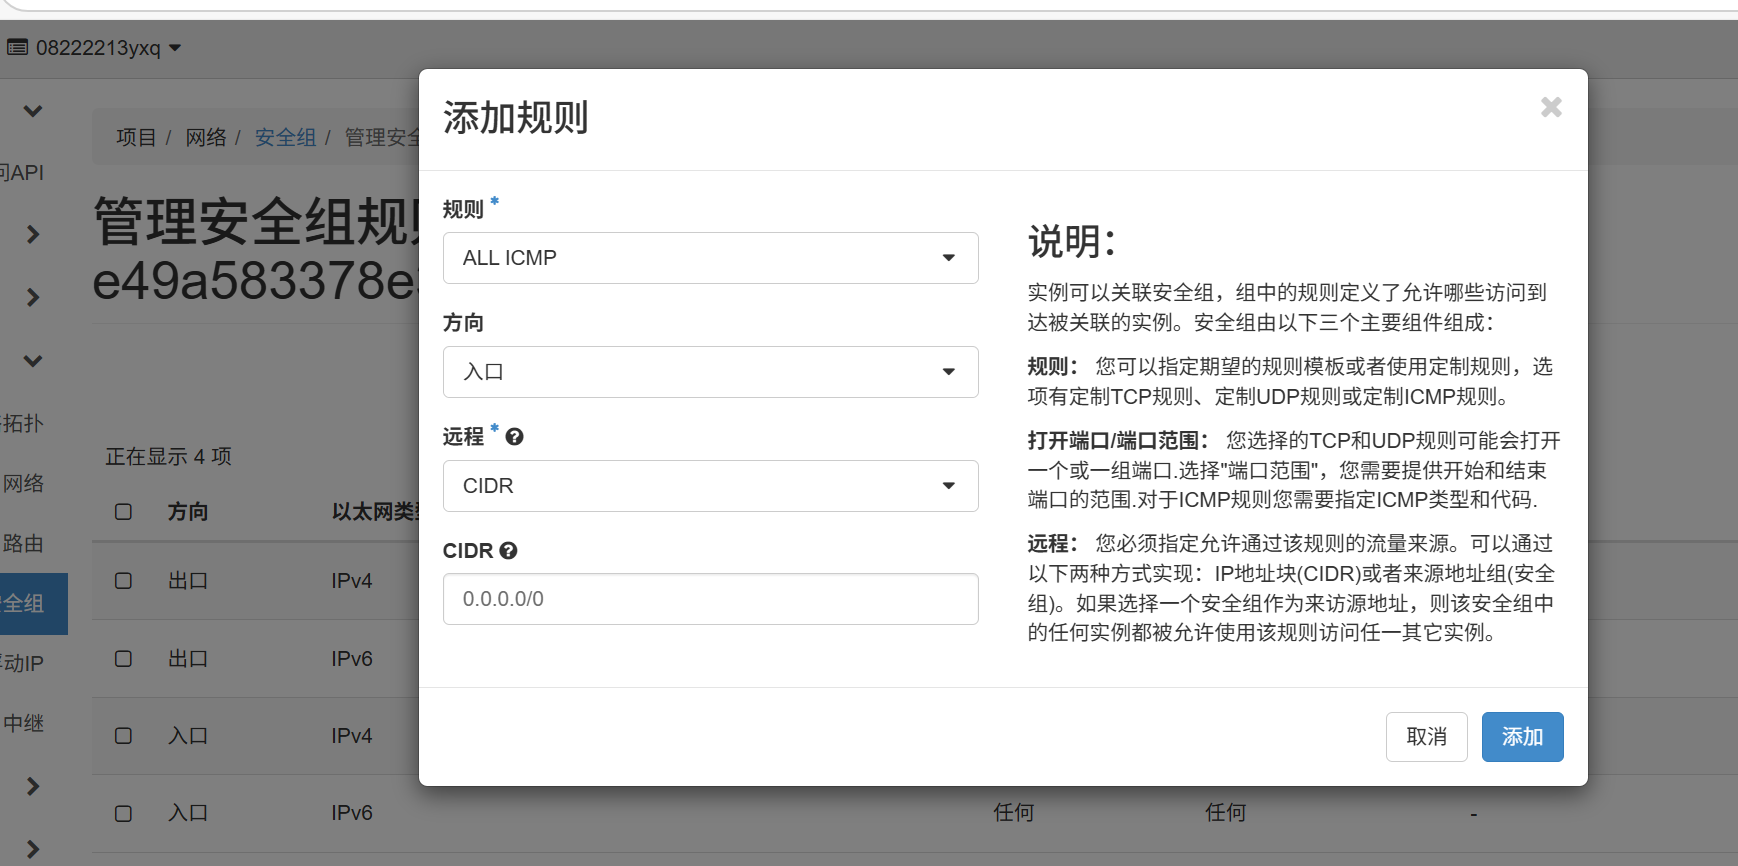 08222213yxq
项目 / 网络 / 安全组 / 管理安全
问API
管理安全组规则
e49a583378e
拓扑
网络
路由
安全组
浮动IP
中继
正在显示 4 项
方向 以太网类型
出口 IPv4
出口 IPv6
入口 IPv4
入口 IPv6 任何 任何 -
添加规则
规则 *
ALL ICMP
方向
入口
远程 *
CIDR
CIDR
0.0.0.0/0
说明：
实例可以关联安全组，组中的规则定义了允许哪些访问到
达被关联的实例。安全组由以下三个主要组件组成：
规则： 您可以指定期望的规则模板或者使用定制规则，选
项有定制TCP规则、定制UDP规则或定制ICMP规则。
打开端口/端口范围： 您选择的TCP和UDP规则可能会打开
一个或一组端口.选择"端口范围"，您需要提供开始和结束
端口的范围.对于ICMP规则您需要指定ICMP类型和代码.
远程： 您必须指定允许通过该规则的流量来源。可以通过
以下两种方式实现：IP地址块(CIDR)或者来源地址组(安全
组)。如果选择一个安全组作为来访源地址，则该安全组中
的任何实例都被允许使用该规则访问任一其它实例。
取消
添加